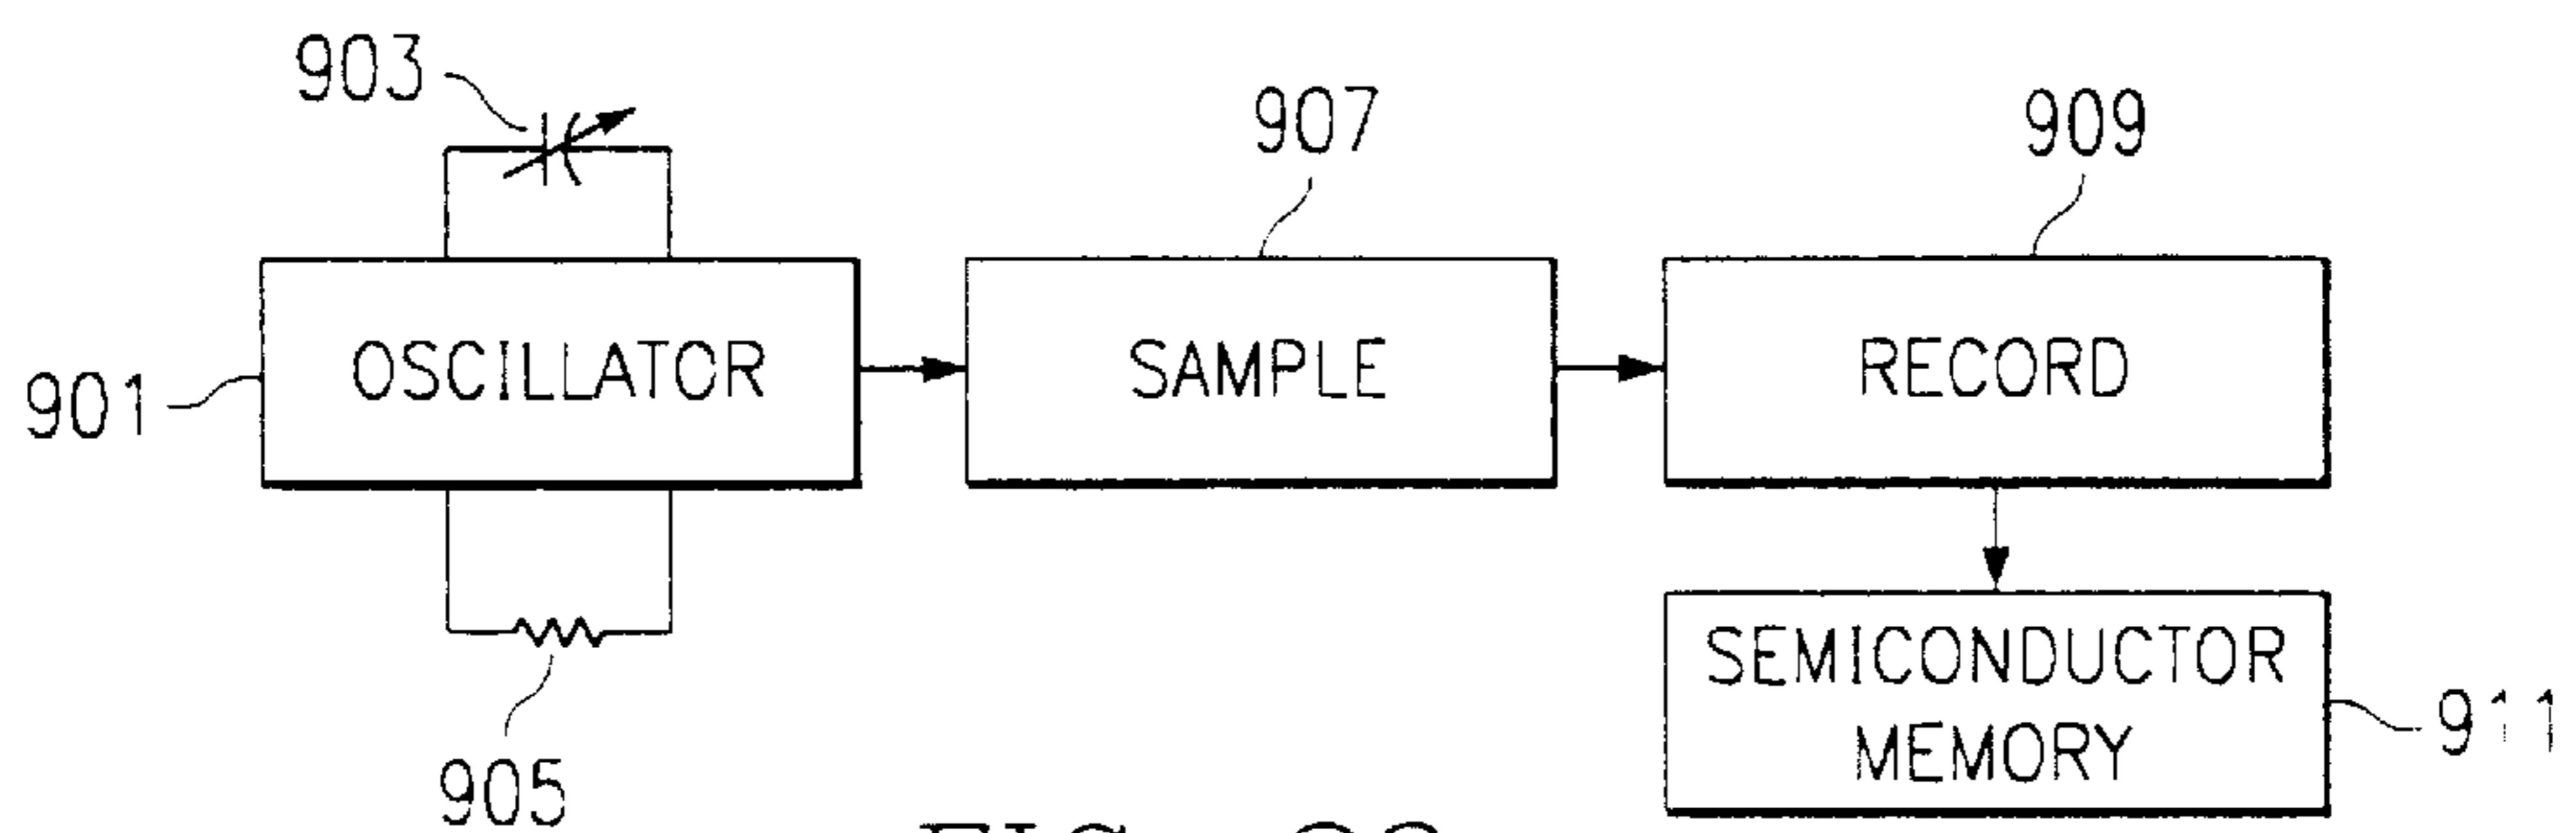 903
907
909
OSCILLATOR
SAMPLE
RECORD
901
SEMICONDUCTOR
MEMORY
911
905